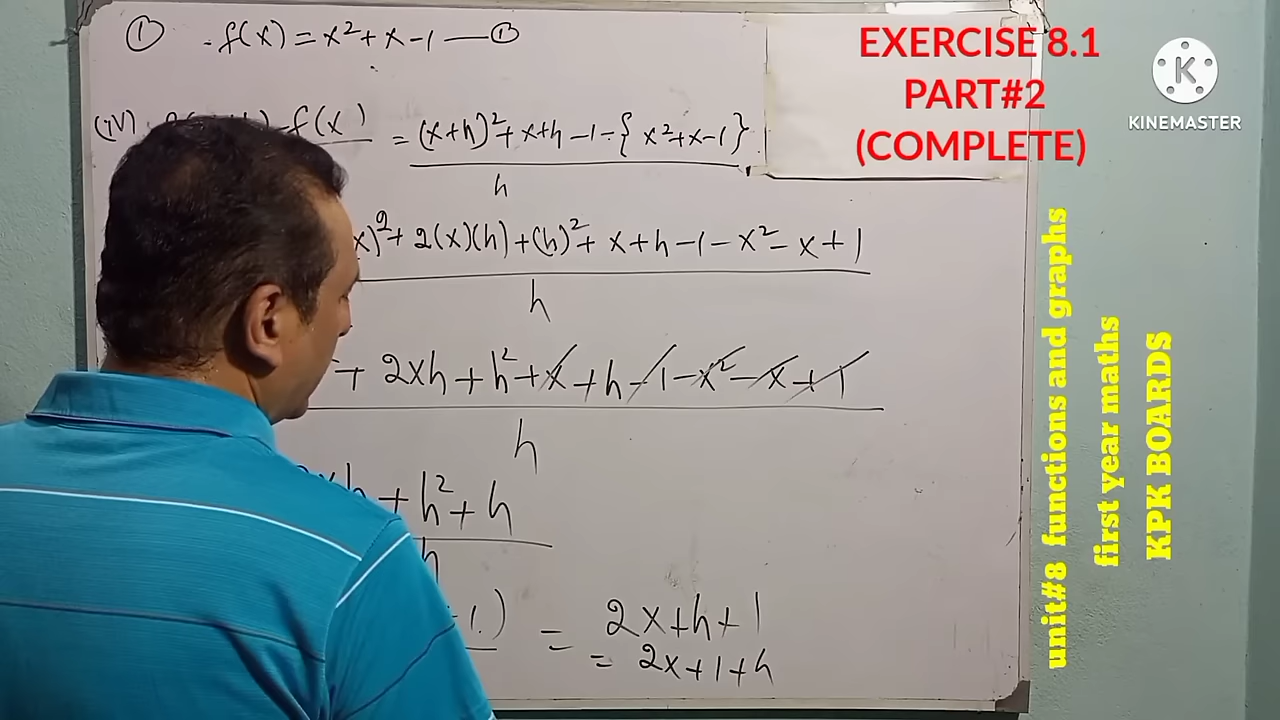 ① f(x) = x² + x - 1 — ①
(iv) f(x) = (x+h)² + x+h - 1 - { x² + x - 1 }
h
x)² + 2(x)(h) + (h)² + x + h - 1 - x² - x + 1
h
+ 2xh + h² + x + h - 1 - x² - x + 1
h
xh + h² + h
h
1.) = 2x + h + 1
= 2x + 1 + h
EXERCISE 8.1
PART#2
(COMPLETE)
KINEMASTER
unit#8 functions and graphs
first year maths
KPK BOARDS